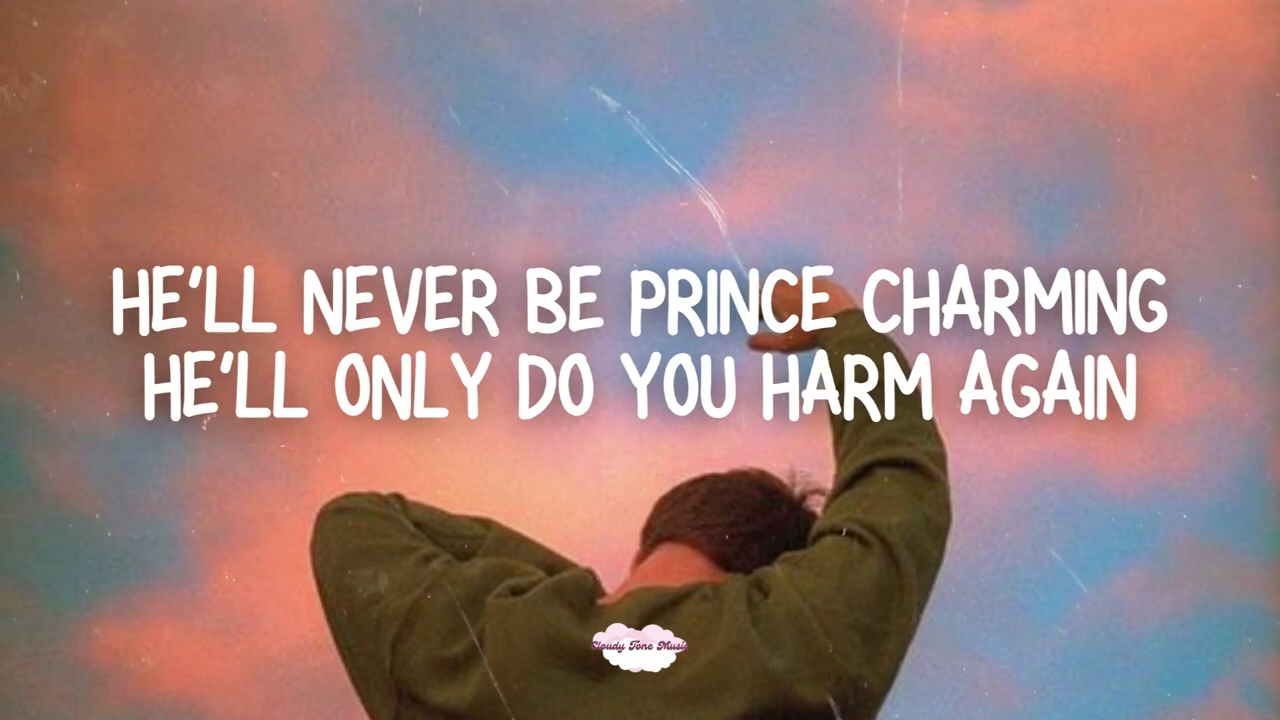 HE'LL NEVER BE PRINCE CHARMING
HE'LL ONLY DO YOU HARM AGAIN
Cloudy Tone Music